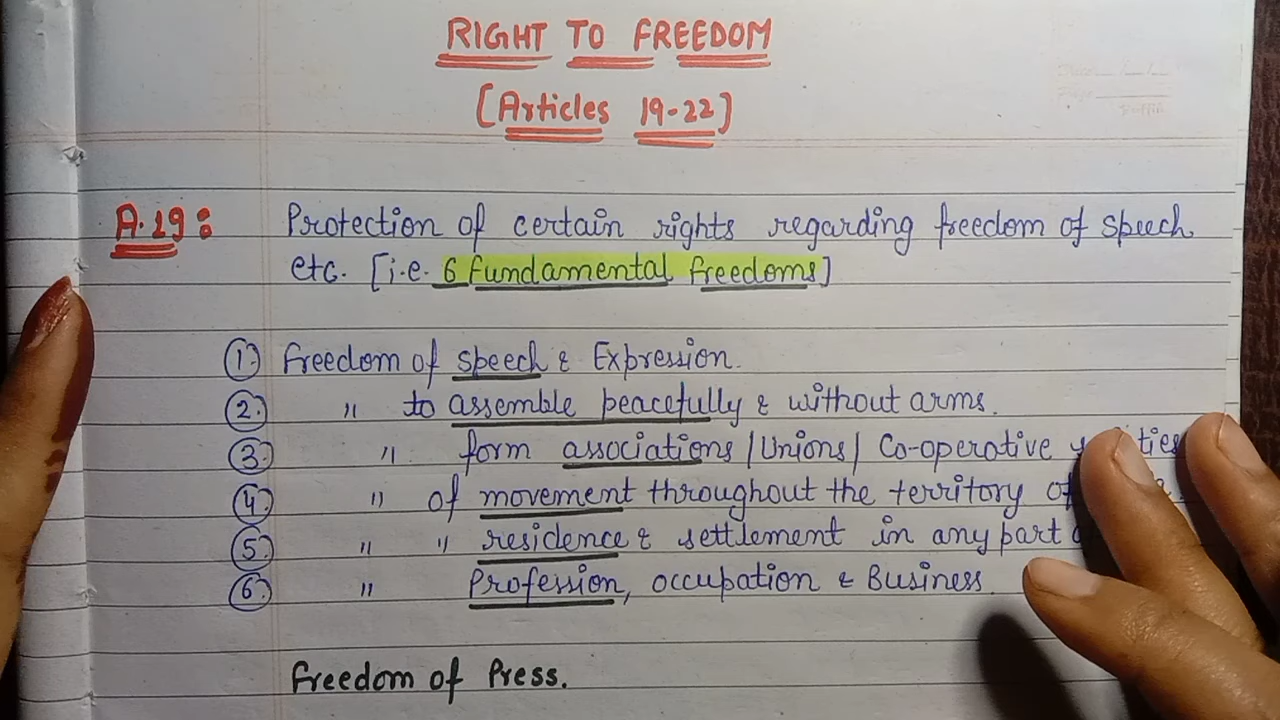 RIGHT TO FREEDOM
[Articles 19-22]
A.19:
Protection of certain rights regarding freedom of speech
etc. [i.e. 6 fundamental freedoms]
1. Freedom of speech & Expression.
2. " to assemble peacefully & without arms.
3. " form associations/Unions/Co-operative
4. " of movement throughout the territory of
5. " " residence & settlement in any part
6. " Profession, occupation & Business.
Freedom of Press.